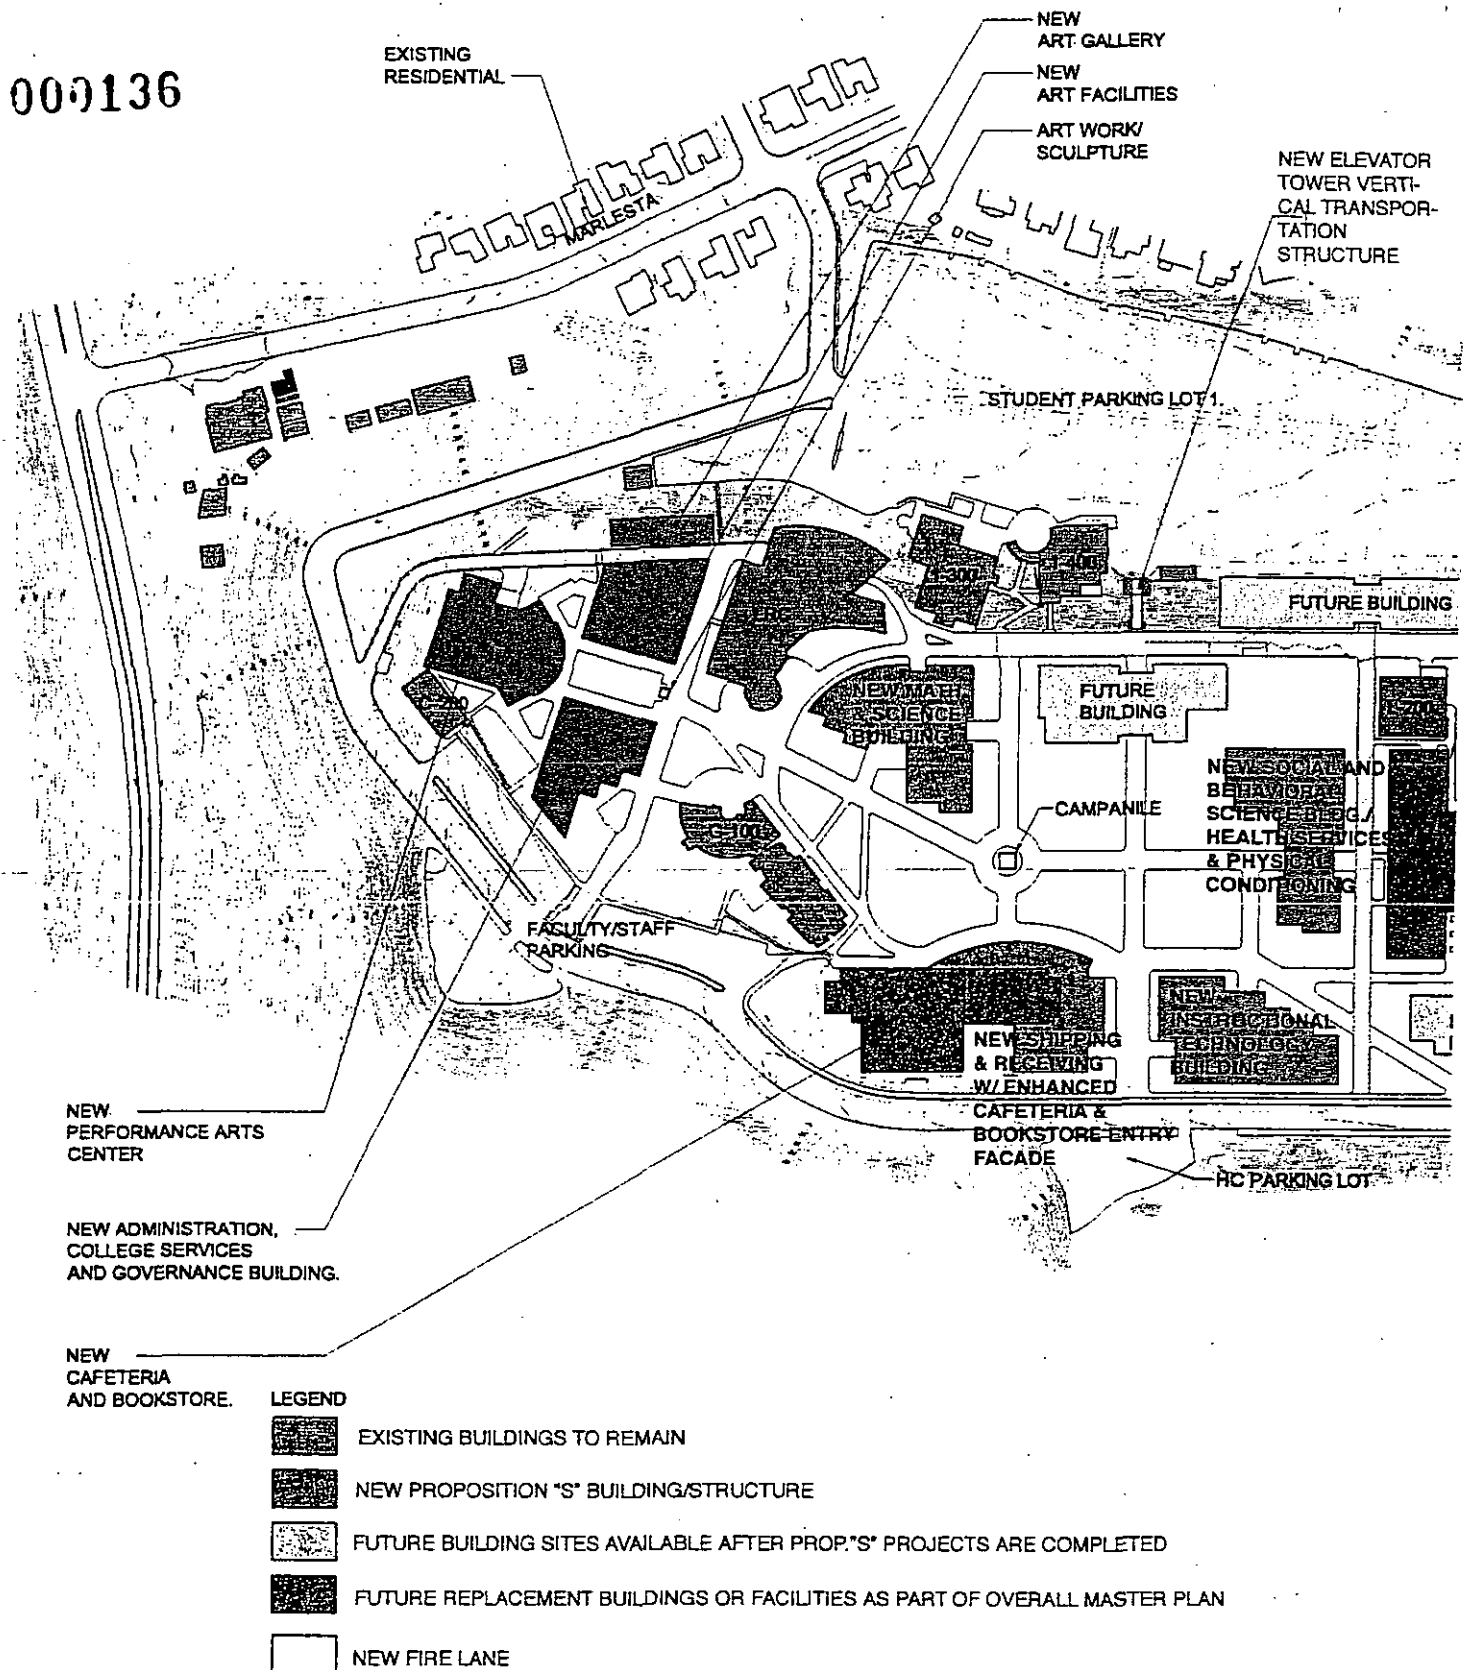 000136
EXISTING
RESIDENTIAL
NEW
ART GALLERY
NEW
ART FACILITIES
ART WORK/
SCULPTURE
NEW ELEVATOR
TOWER VERTI-
CAL TRANSPOR-
TATION
STRUCTURE
MARLESTA
STUDENT PARKING LOT 1.
I-300
I-400
FUTURE BUILDING
NEW MATH
& SCIENCE
BUILDING
FUTURE
BUILDING
L-200
C-200
NEW SOCIAL AND
BEHAVIORAL
SCIENCE BLDG./
HEALTH SERVICES
& PHYSICAL
CONDITIONING
CAMPANILE
G-100
FACULTY/STAFF
PARKING
NEW
INSTRUCTIONAL
TECHNOLOGY
BUILDING
NEW SHIPPING
& RECEIVING
W/ ENHANCED
CAFETERIA &
BOOKSTORE ENTRY
FACADE
HC PARKING LOT
NEW
PERFORMANCE ARTS
CENTER
NEW ADMINISTRATION,
COLLEGE SERVICES
AND GOVERNANCE BUILDING.
NEW
CAFETERIA
AND BOOKSTORE.
LEGEND
EXISTING BUILDINGS TO REMAIN
NEW PROPOSITION "S" BUILDING/STRUCTURE
FUTURE BUILDING SITES AVAILABLE AFTER PROP."S" PROJECTS ARE COMPLETED
FUTURE REPLACEMENT BUILDINGS OR FACILITIES AS PART OF OVERALL MASTER PLAN
NEW FIRE LANE